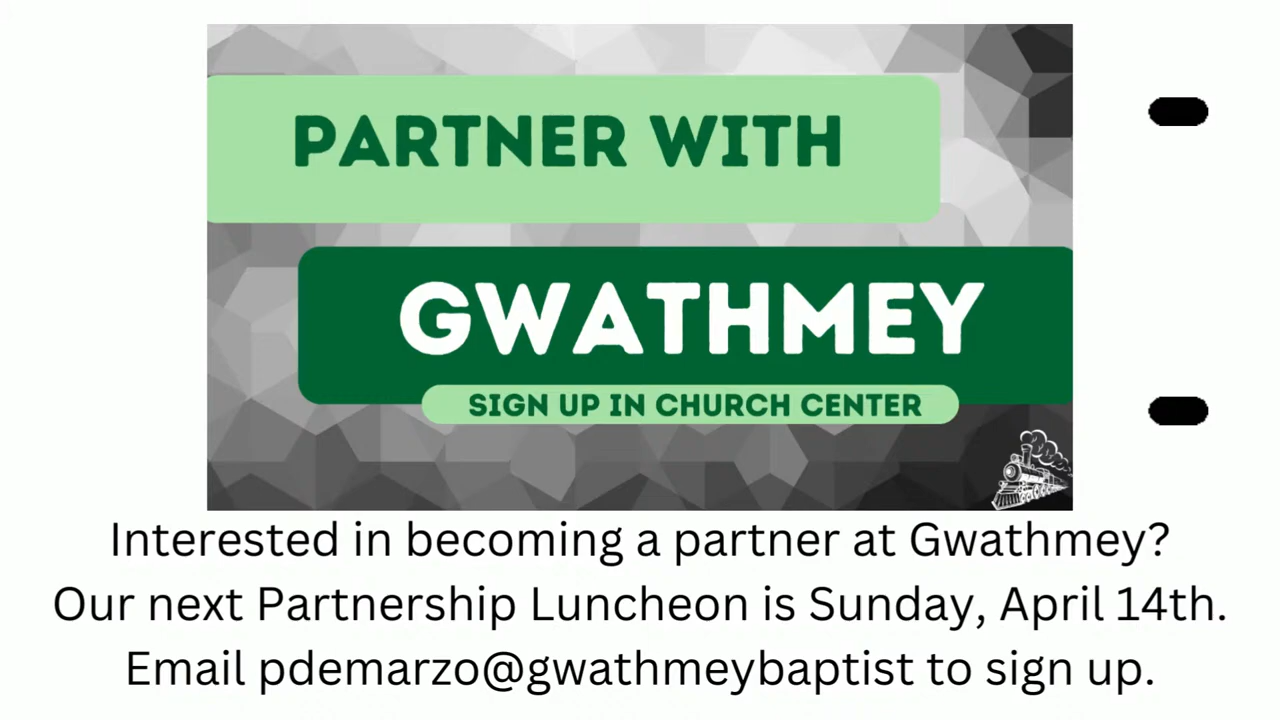 PARTNER WITH
GWATHMEY
SIGN UP IN CHURCH CENTER
Interested in becoming a partner at Gwathmey?
Our next Partnership Luncheon is Sunday, April 14th.
Email pdemarzo@gwathmeybaptist to sign up.